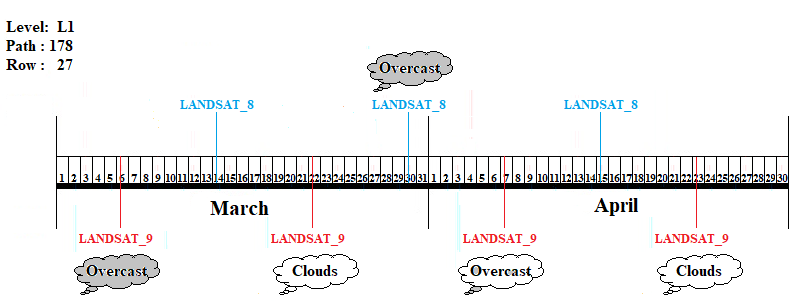 Level: L1
Path : 178
Row : 27
Overcast
LANDSAT_8 LANDSAT_8 LANDSAT_8
1 2 3 4 5 6 7 8 9 10 11 12 13 14 15 16 17 18 19 20 21 22 23 24 25 26 27 28 29 30 31 1 2 3 4 5 6 7 8 9 10 11 12 13 14 15 16 17 18 19 20 21 22 23 24 25 26 27 28 29 30
March April
LANDSAT_9 LANDSAT_9 LANDSAT_9 LANDSAT_9
Overcast Clouds Overcast Clouds